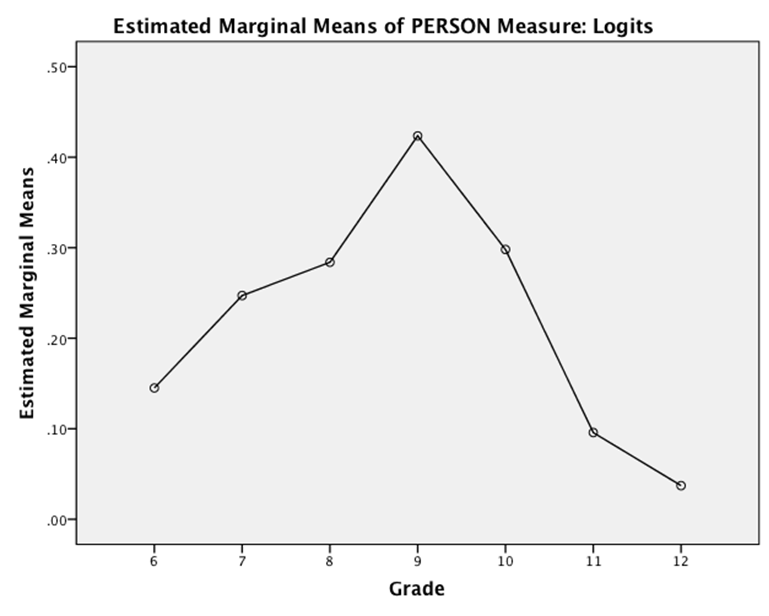 Estimated Marginal Means of PERSON Measure: Logits
Estimated Marginal Means
.50
.40
.30
.20
.10
.00
6 7 8 9 10 11 12
Grade